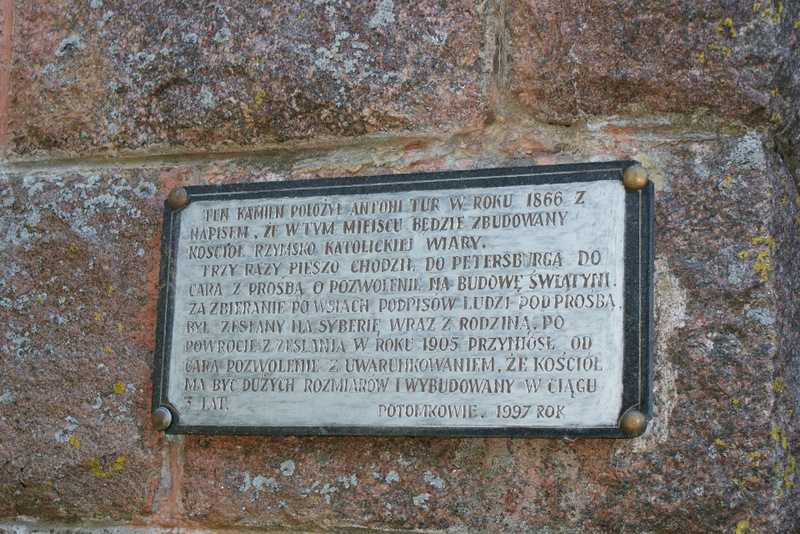 TEN KAMIEŃ POŁOŻYŁ ANTONI TUR W ROKU 1866 Z
NAPISEM, ŻE W TYM MIEJSCU BĘDZIE ZBUDOWANY
KOŚCIÓŁ RZYMSKO KATOLICKIEJ WIARY.
TRZY RAZY PIESZO CHODZIŁ DO PETERSBURGA DO
CARA Z PROŚBĄ O POZWOLENIE NA BUDOWĘ ŚWIĄTYNI.
ZA ZBIERANIE PO WSIACH PODPISÓW LUDZI POD PROŚBĄ,
BYŁ ZESŁANY NA SYBERIĘ WRAZ Z RODZINĄ. PO
POWROCIE Z ZESŁANIA W ROKU 1905 PRZYNIÓSŁ OD
CARA POZWOLENIE Z UWARUNKOWANIEM, ŻE KOŚCIÓŁ
MA BYĆ DUŻYCH ROZMIARÓW I WYBUDOWANY W CIĄGU
3 LAT. POTOMKOWIE. 1997 ROK